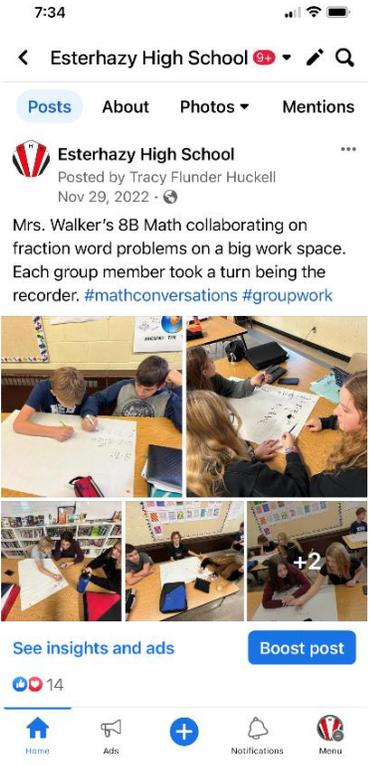 7:34
Esterhazy High School 9+
Posts About Photos Mentions
Esterhazy High School
Posted by Tracy Flunder Huckell
Nov 29, 2022 ·
Mrs. Walker's 8B Math collaborating on
fraction word problems on a big work space.
Each group member took a turn being the
recorder. #mathconversations #groupwork
+2
See insights and ads
Boost post
14
Home Ads Notifications Menu